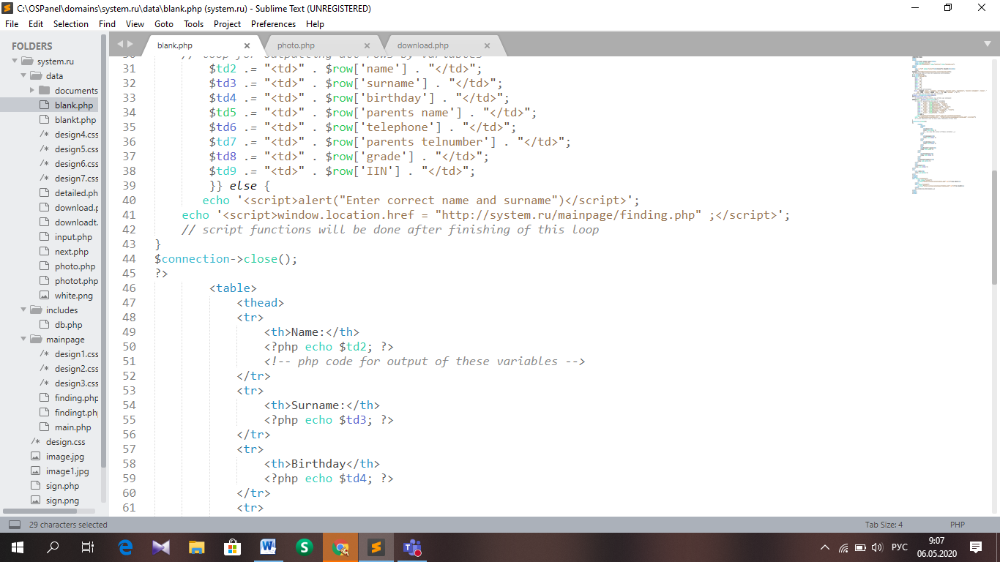 C:\OSPanel\domains\system.ru\data\blank.php (system.ru) - Sublime Text (UNREGISTERED)
File Edit Selection Find View Goto Tools Project Preferences Help
FOLDERS
system.ru
data
documents
blank.php
blankt.php
design4.css
design5.css
design6.css
design7.css
detailed.ph
download.p
downloadt.
input.php
next.php
photo.php
photot.php
white.png
includes
db.php
mainpage
design1.css
design2.css
design3.css
finding.php
findingt.ph
main.php
design.css
image.jpg
image1.jpg
sign.php
sign.png
blank.php photo.php download.php
30 // loop for outputting all rows by variables
31 $td2 .= "<td>" . $row['name'] . "</td>";
32 $td3 .= "<td>" . $row['surname'] . "</td>";
33 $td4 .= "<td>" . $row['birthday'] . "</td>";
34 $td5 .= "<td>" . $row['parents name'] . "</td>";
35 $td6 .= "<td>" . $row['telephone'] . "</td>";
36 $td7 .= "<td>" . $row['parents telnumber'] . "</td>";
37 $td8 .= "<td>" . $row['grade'] . "</td>";
38 $td9 .= "<td>" . $row['IIN'] . "</td>";
39 }} else {
40 echo '<script>alert("Enter correct name and surname")</script>';
41 echo '<script>window.location.href = "http://system.ru/mainpage/finding.php" ;</script>';
42 // script functions will be done after finishing of this loop
43 }
44 $connection->close();
45 ?>
46 <table>
47 <thead>
48 <tr>
49 <th>Name:</th>
50 <?php echo $td2; ?>
51 <!-- php code for output of these variables -->
52 </tr>
53 <tr>
54 <th>Surname:</th>
55 <?php echo $td3; ?>
56 </tr>
57 <tr>
58 <th>Birthday</th>
59 <?php echo $td4; ?>
60 </tr>
61 <tr>
29 characters selected Tab Size: 4 PHP
РУС 9:07
06.05.2020